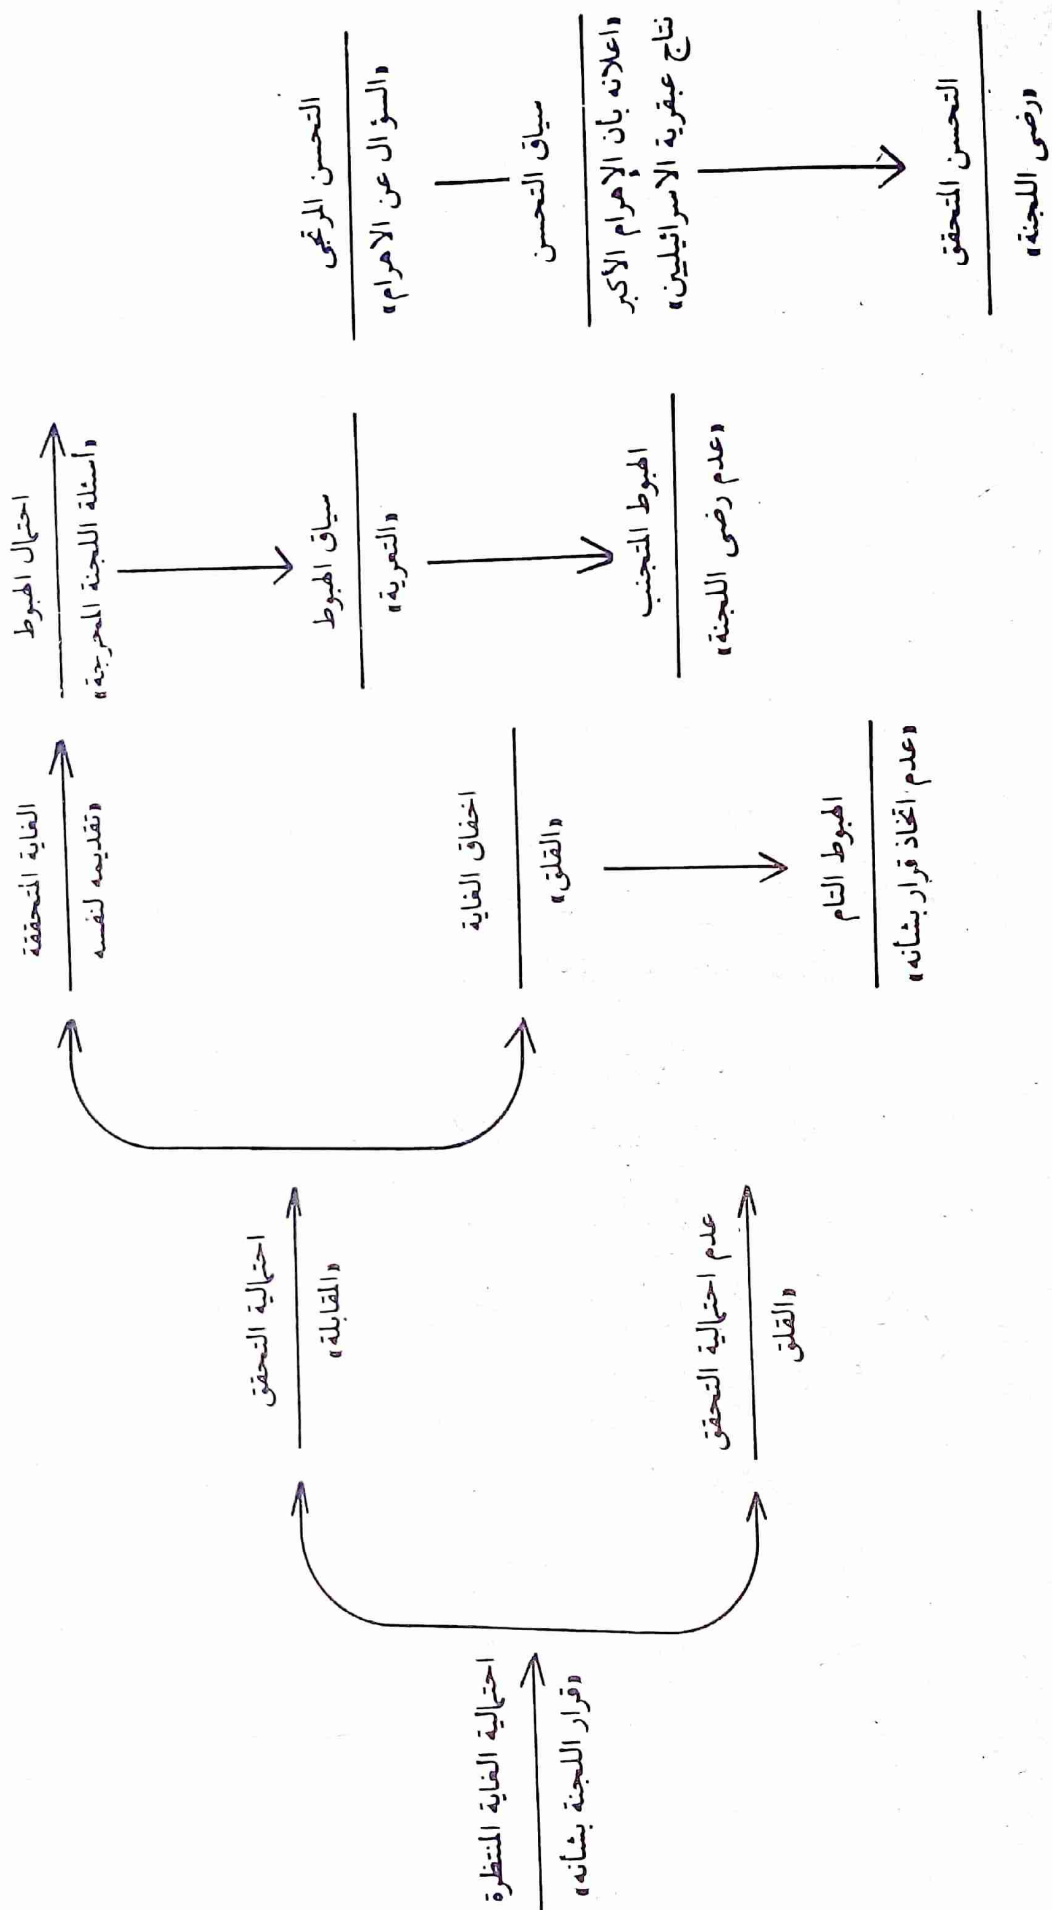 احتمالية الغاية المنتظرة
«قرار اللجنة بشأنه»
احتمالية التحقق
«المقابلة»
عدم احتمالية التحقق
«القلق
الغاية المتحققة
«تقديمه لنفسه
اخفاق الغاية
«القلق»
الهبوط التام
«عدم اتخاذ قرار بشأنه»
احتمال الهبوط
«أسئلة اللجنة المحرجة»
سياق الهبوط
«التعرية»
الهبوط المتجنب
«عدم رضى اللجنة»
التحسن المرتجى
«السؤال عن الاهرام»
سياق التحسن
«اعلانه بأن الإهرام الأكبر
نتاج عبقرية الاسرائيليين»
التحسن المتحقق
«رضى اللجنة»